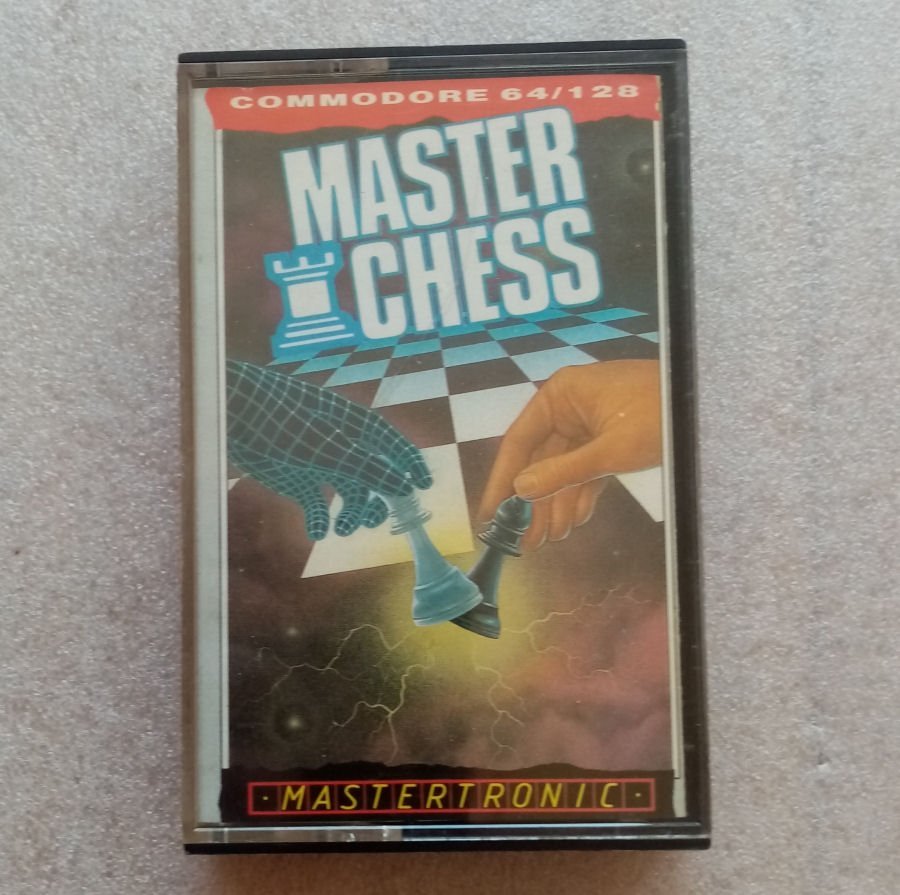 COMMODORE 64/128
MASTER
CHESS
· MASTERTRONIC ·